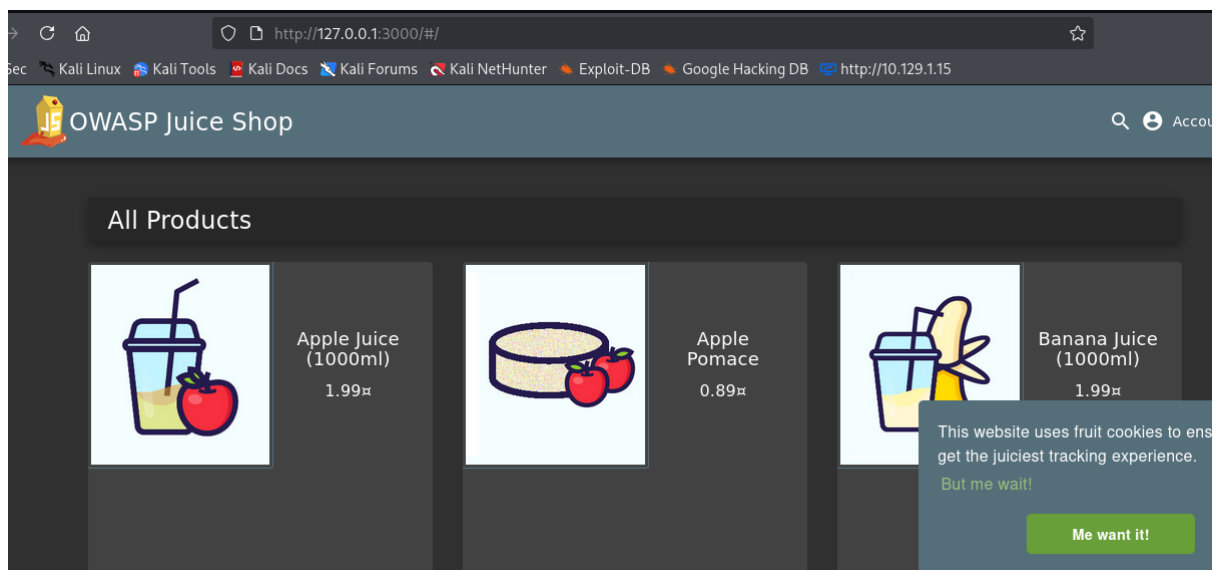 http://127.0.0.1:3000/#/
Sec Kali Linux Kali Tools Kali Docs Kali Forums Kali NetHunter Exploit-DB Google Hacking DB http://10.129.1.15
JS OWASP Juice Shop Accou
All Products
Apple Juice
(1000ml)
1.99¤
Apple
Pomace
0.89¤
Banana Juice
(1000ml)
1.99¤
This website uses fruit cookies to ens
get the juiciest tracking experience.
But me wait!
Me want it!